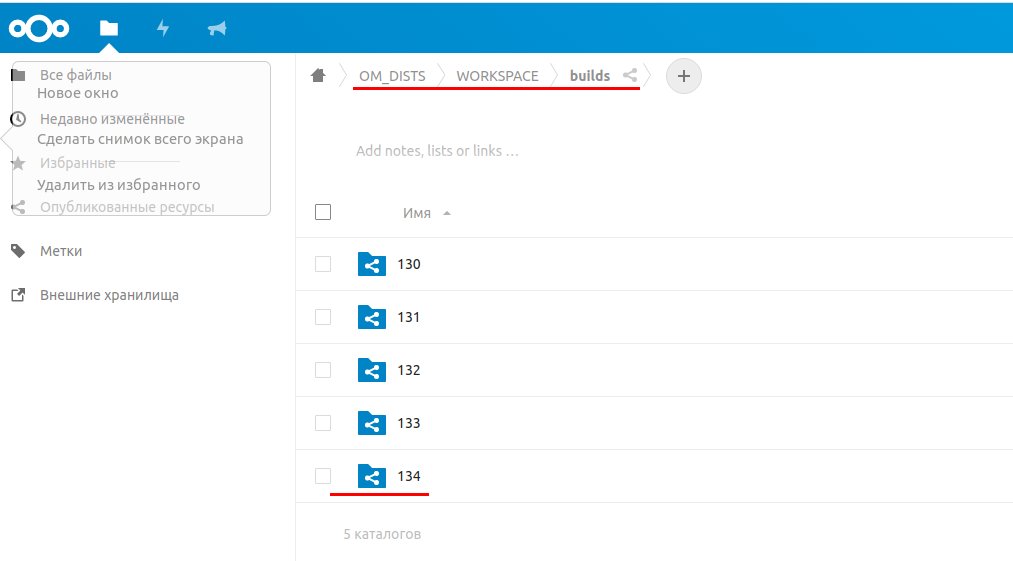 OM_DISTS WORKSPACE builds
Все файлы
Новое окно
Недавно изменённые
Сделать снимок всего экрана
Избранные
Удалить из избранного
Опубликованные ресурсы
Метки
Внешние хранилища
Add notes, lists or links …
Имя
130
131
132
133
134
5 каталогов